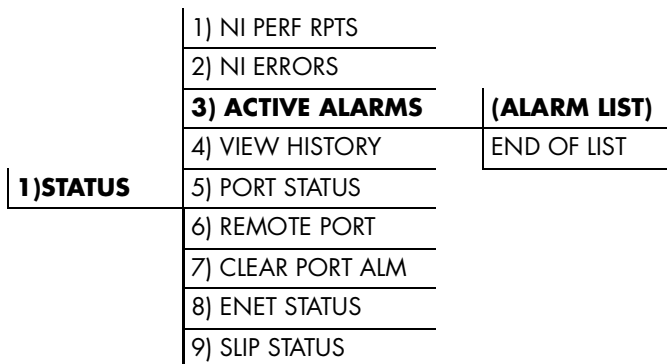 1) NI PERF RPTS
2) NI ERRORS
3) ACTIVE ALARMS (ALARM LIST)
4) VIEW HISTORY END OF LIST
1)STATUS 5) PORT STATUS
6) REMOTE PORT
7) CLEAR PORT ALM
8) ENET STATUS
9) SLIP STATUS